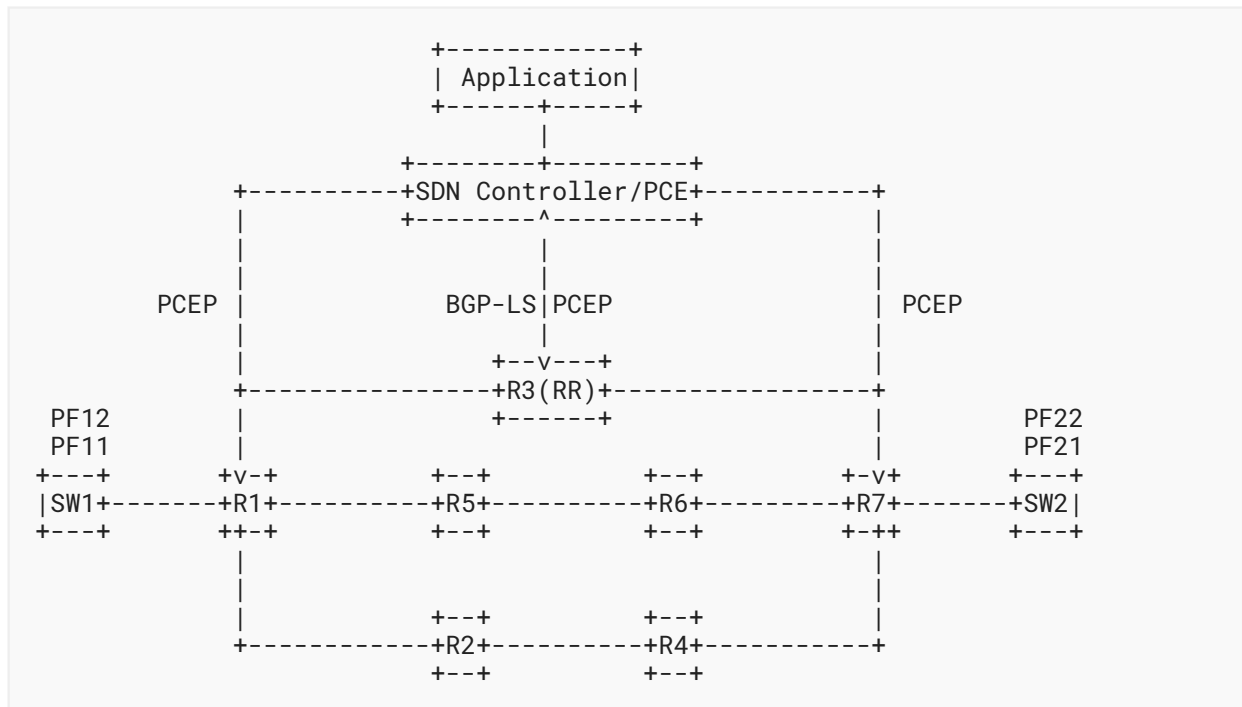 Application
SDN Controller/PCE
PCEP BGP-LS PCEP PCEP
R3(RR)
PF12 PF22
PF11 PF21
SW1 R1 R5 R6 R7 SW2
R2 R4